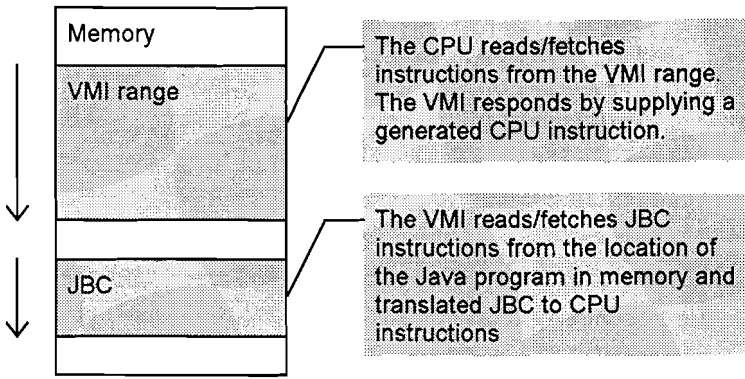 Memory
VMI range
The CPU reads/fetches
instructions from the VMI range.
The VMI responds by supplying a
generated CPU instruction.
JBC
The VMI reads/fetches JBC
instructions from the location of
the Java program in memory and
translated JBC to CPU
instructions